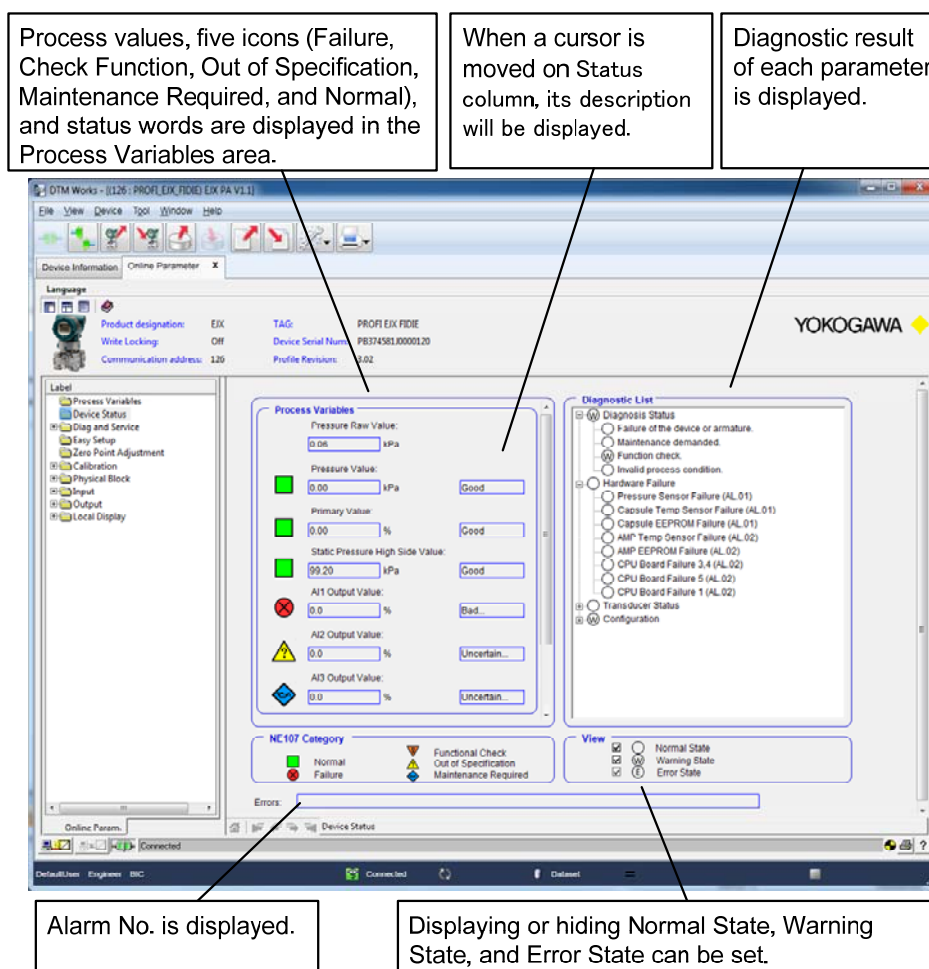 Process values, five icons (Failure,
Check Function, Out of Specification,
Maintenance Required, and Normal),
and status words are displayed in the
Process Variables area.
When a cursor is
moved on Status
column, its description
will be displayed.
Diagnostic result
of each parameter
is displayed.
DTM Works - [(126 : PROFI_EJX_FIDIE) EJX PA V1.1]
File View Device Tool Window Help
Device Information Online Parameter X
Language
Product designation: EJX TAG: PROFI EJX FIDIE
Write Locking: Off Device Serial Num PB374581J0000120
Communication address: 126 Profile Revision: 3.02
YOKOGAWA
Label
Process Variables
Device Status
Diag and Service
Easy Setup
Zero Point Adjustment
Calibration
Physical Block
Input
Output
Local Display
Process Variables
Pressure Raw Value:
0.06 kPa
Pressure Value:
0.00 kPa Good
Primary Value:
0.00 % Good
Static Pressure High Side Value:
99.20 kPa Good
AI1 Output Value:
0.0 % Bad...
AI2 Output Value:
? 0.0 % Uncertain...
AI3 Output Value:
0.0 % Uncertain...
Diagnostic List
W Diagnosis Status
Failure of the device or armature.
Maintenance demanded.
W Function check.
Invalid process condition.
Hardware Failure
Pressure Sensor Failure (AL.01)
Capsule Temp Sensor Failure (AL.01)
Capsule EEPROM Failure (AL.01)
AMP Temp Sensor Failure (AL.02)
AMP EEPROM Failure (AL.02)
CPU Board Failure 3,4 (AL.02)
CPU Board Failure 5 (AL.02)
CPU Board Failure 1 (AL.02)
Transducer Status
W Configuration
NE107 Category
Normal
Failure
Functional Check
Out of Specification
Maintenance Required
View
Normal State
W Warning State
E Error State
Errors:
Online Param.
Device Status
Connected
?
DefaultUser Engineer BIC Connected Dataset
Alarm No. is displayed.
Displaying or hiding Normal State, Warning
State, and Error State can be set.